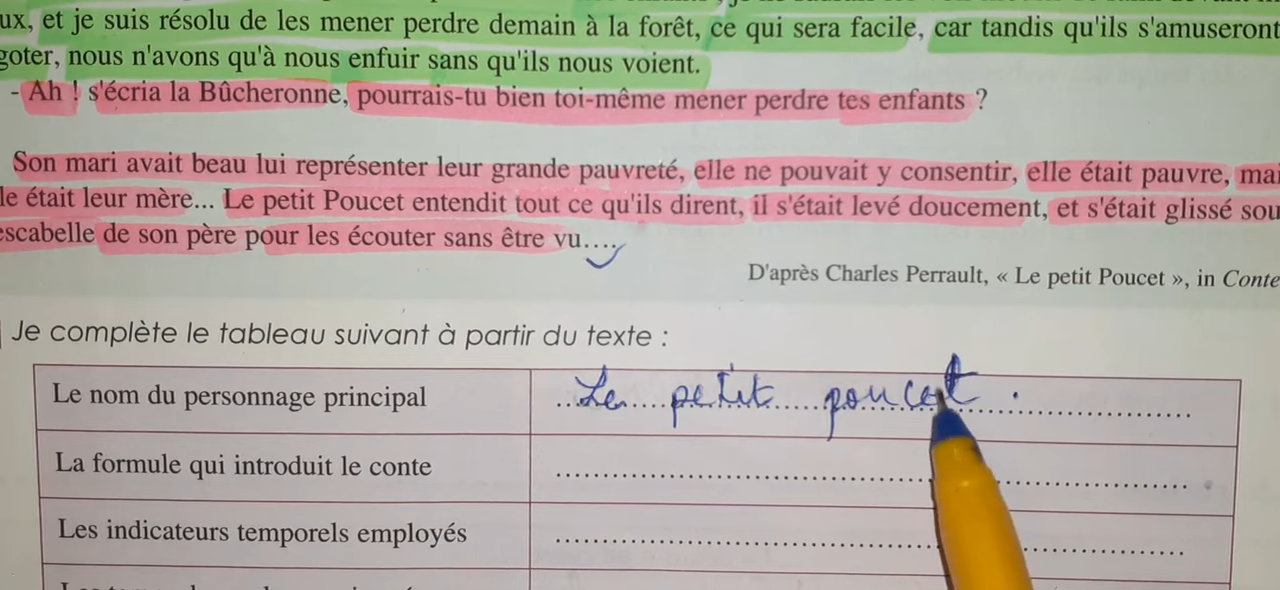 ux, et je suis résolu de les mener perdre demain à la forêt, ce qui sera facile, car tandis qu'ils s'amuseront
goter, nous n'avons qu'à nous enfuir sans qu'ils nous voient.
- Ah ! s'écria la Bûcheronne, pourrais-tu bien toi-même mener perdre tes enfants ?
Son mari avait beau lui représenter leur grande pauvreté, elle ne pouvait y consentir, elle était pauvre, mai
le était leur mère... Le petit Poucet entendit tout ce qu'ils dirent, il s'était levé doucement, et s'était glissé sou
escabelle de son père pour les écouter sans être vu....
D'après Charles Perrault, « Le petit Poucet », in Conte
Je complète le tableau suivant à partir du texte :
Le nom du personnage principal Le petit poucet .
La formule qui introduit le conte
Les indicateurs temporels employés